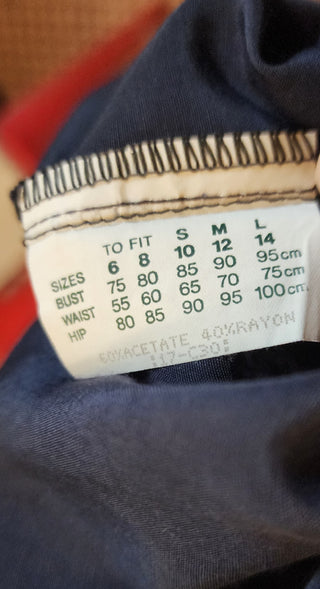 TO FIT S M L
SIZES 6 8 10 12 14
BUST 75 80 85 90 95cm
WAIST 55 60 65 70 75cm
HIP 80 85 90 95 100cm.
60%ACETATE 40%RAYON